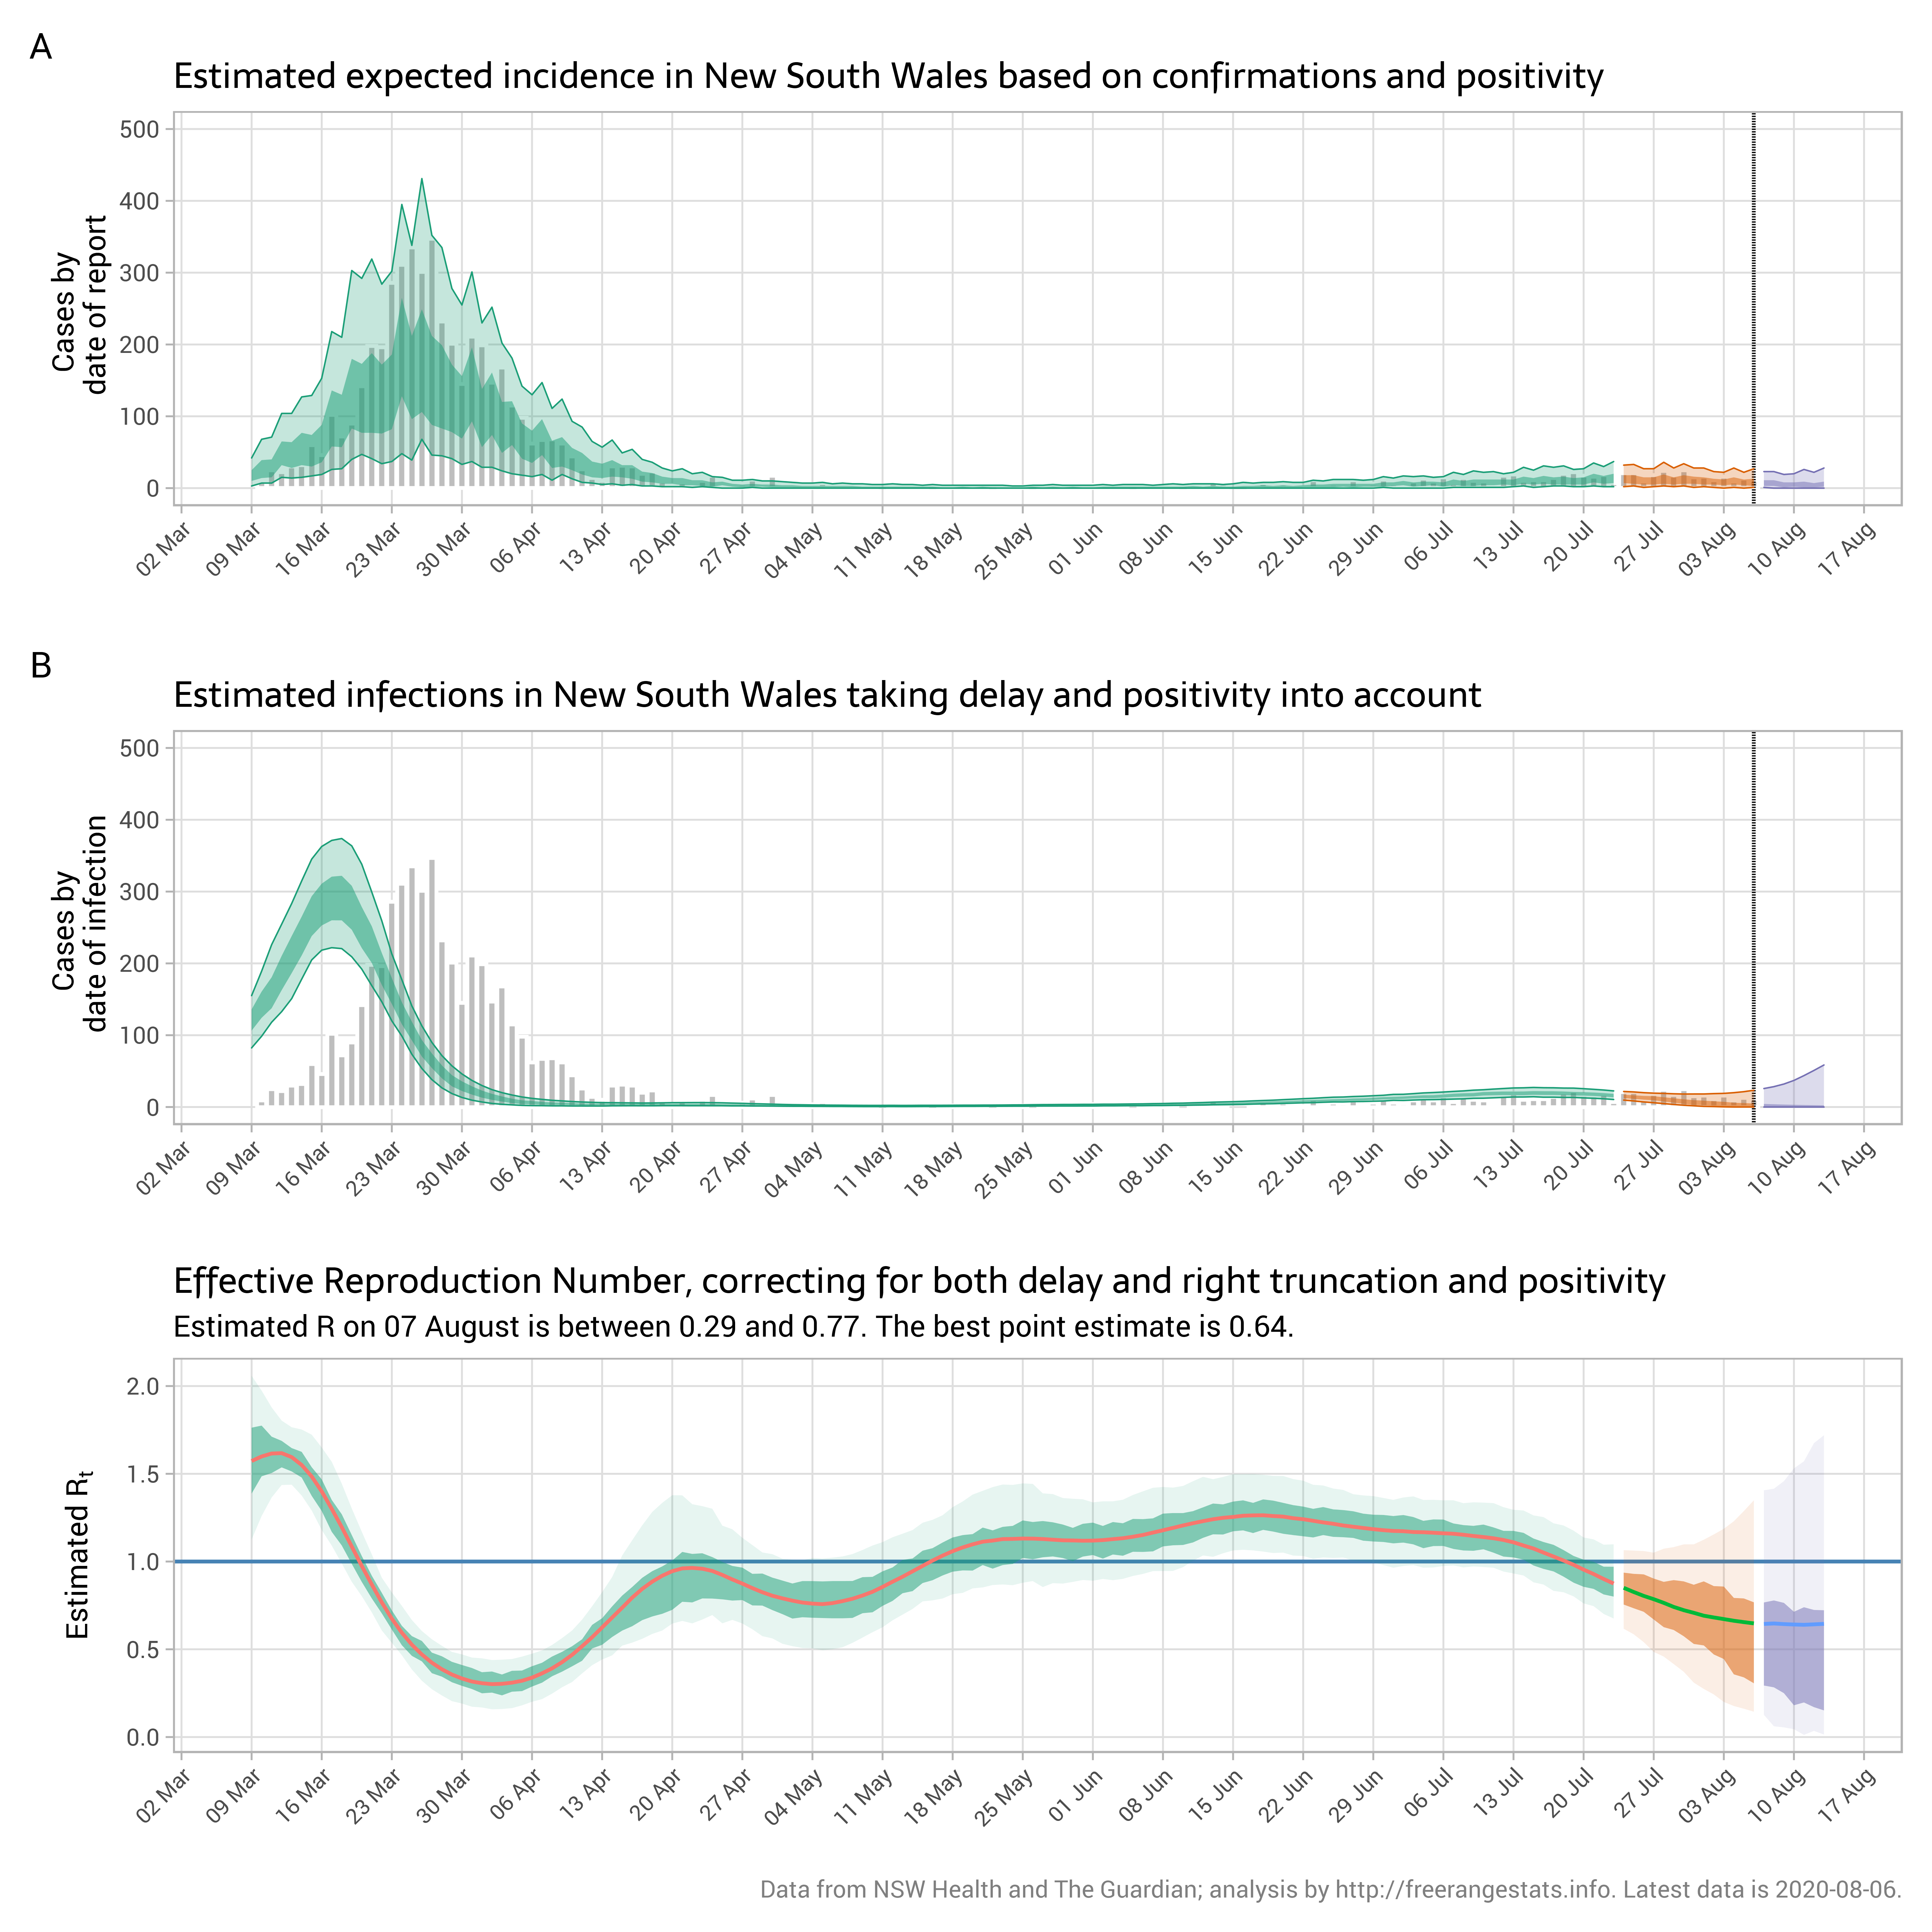 A
Estimated expected incidence in New South Wales based on confirmations and positivity
Cases by
date of report
500
400
300
200
100
0
02 Mar 09 Mar 16 Mar 23 Mar 30 Mar 06 Apr 13 Apr 20 Apr 27 Apr 04 May 11 May 18 May 25 May 01 Jun 08 Jun 15 Jun 22 Jun 29 Jun 06 Jul 13 Jul 20 Jul 27 Jul 03 Aug 10 Aug 17 Aug
B
Estimated infections in New South Wales taking delay and positivity into account
Cases by
date of infection
500
400
300
200
100
0
02 Mar 09 Mar 16 Mar 23 Mar 30 Mar 06 Apr 13 Apr 20 Apr 27 Apr 04 May 11 May 18 May 25 May 01 Jun 08 Jun 15 Jun 22 Jun 29 Jun 06 Jul 13 Jul 20 Jul 27 Jul 03 Aug 10 Aug 17 Aug
Effective Reproduction Number, correcting for both delay and right truncation and positivity
Estimated R on 07 August is between 0.29 and 0.77. The best point estimate is 0.64.
Estimated Rt
2.0
1.5
1.0
0.5
0.0
02 Mar 09 Mar 16 Mar 23 Mar 30 Mar 06 Apr 13 Apr 20 Apr 27 Apr 04 May 11 May 18 May 25 May 01 Jun 08 Jun 15 Jun 22 Jun 29 Jun 06 Jul 13 Jul 20 Jul 27 Jul 03 Aug 10 Aug 17 Aug
Data from NSW Health and The Guardian; analysis by http://freerangestats.info. Latest data is 2020-08-06.